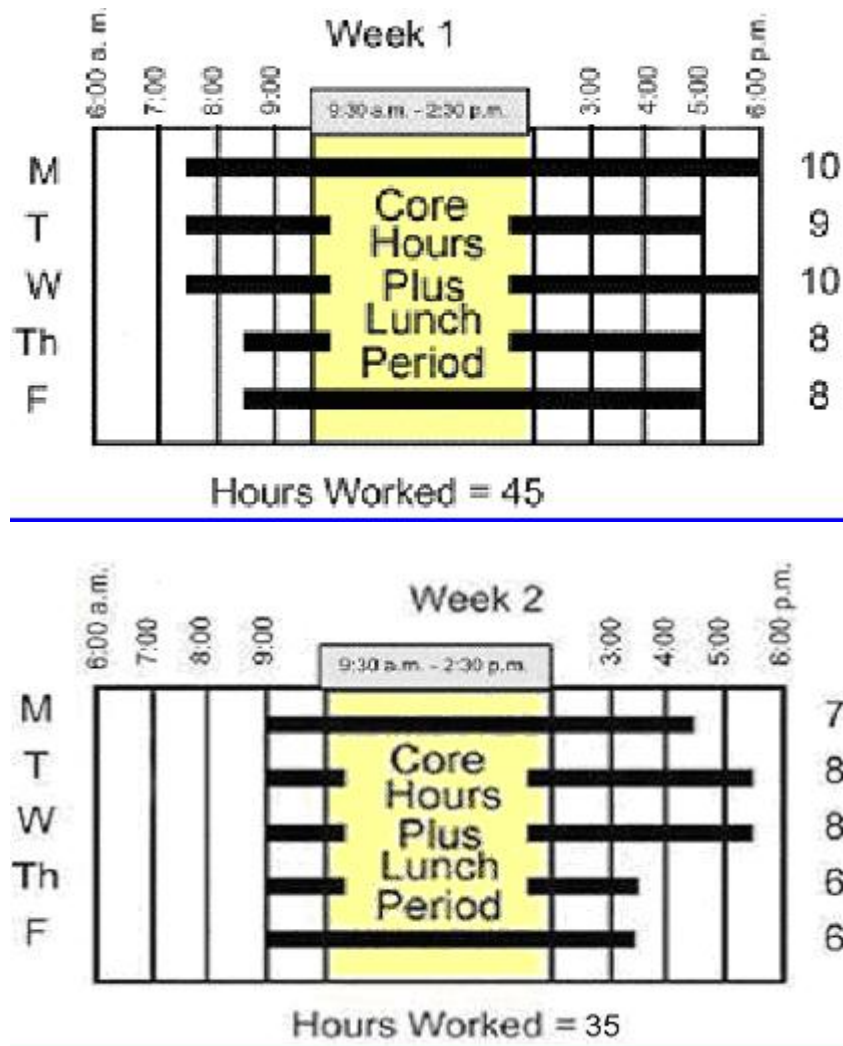 Week 1
6:00 a.m.
7:00
8:00
9:00
9:30 a.m. - 2:30 p.m.
3:00
4:00
5:00
6:00 p.m.
M 10
T 9
W 10
Th 8
F 8
Core
Hours
Plus
Lunch
Period
Hours Worked = 45
Week 2
6:00 a.m.
7:00
8:00
9:00
9:30 a.m. - 2:30 p.m.
3:00
4:00
5:00
6:00 p.m.
M 7
T 8
W 8
Th 6
F 6
Core
Hours
Plus
Lunch
Period
Hours Worked = 35